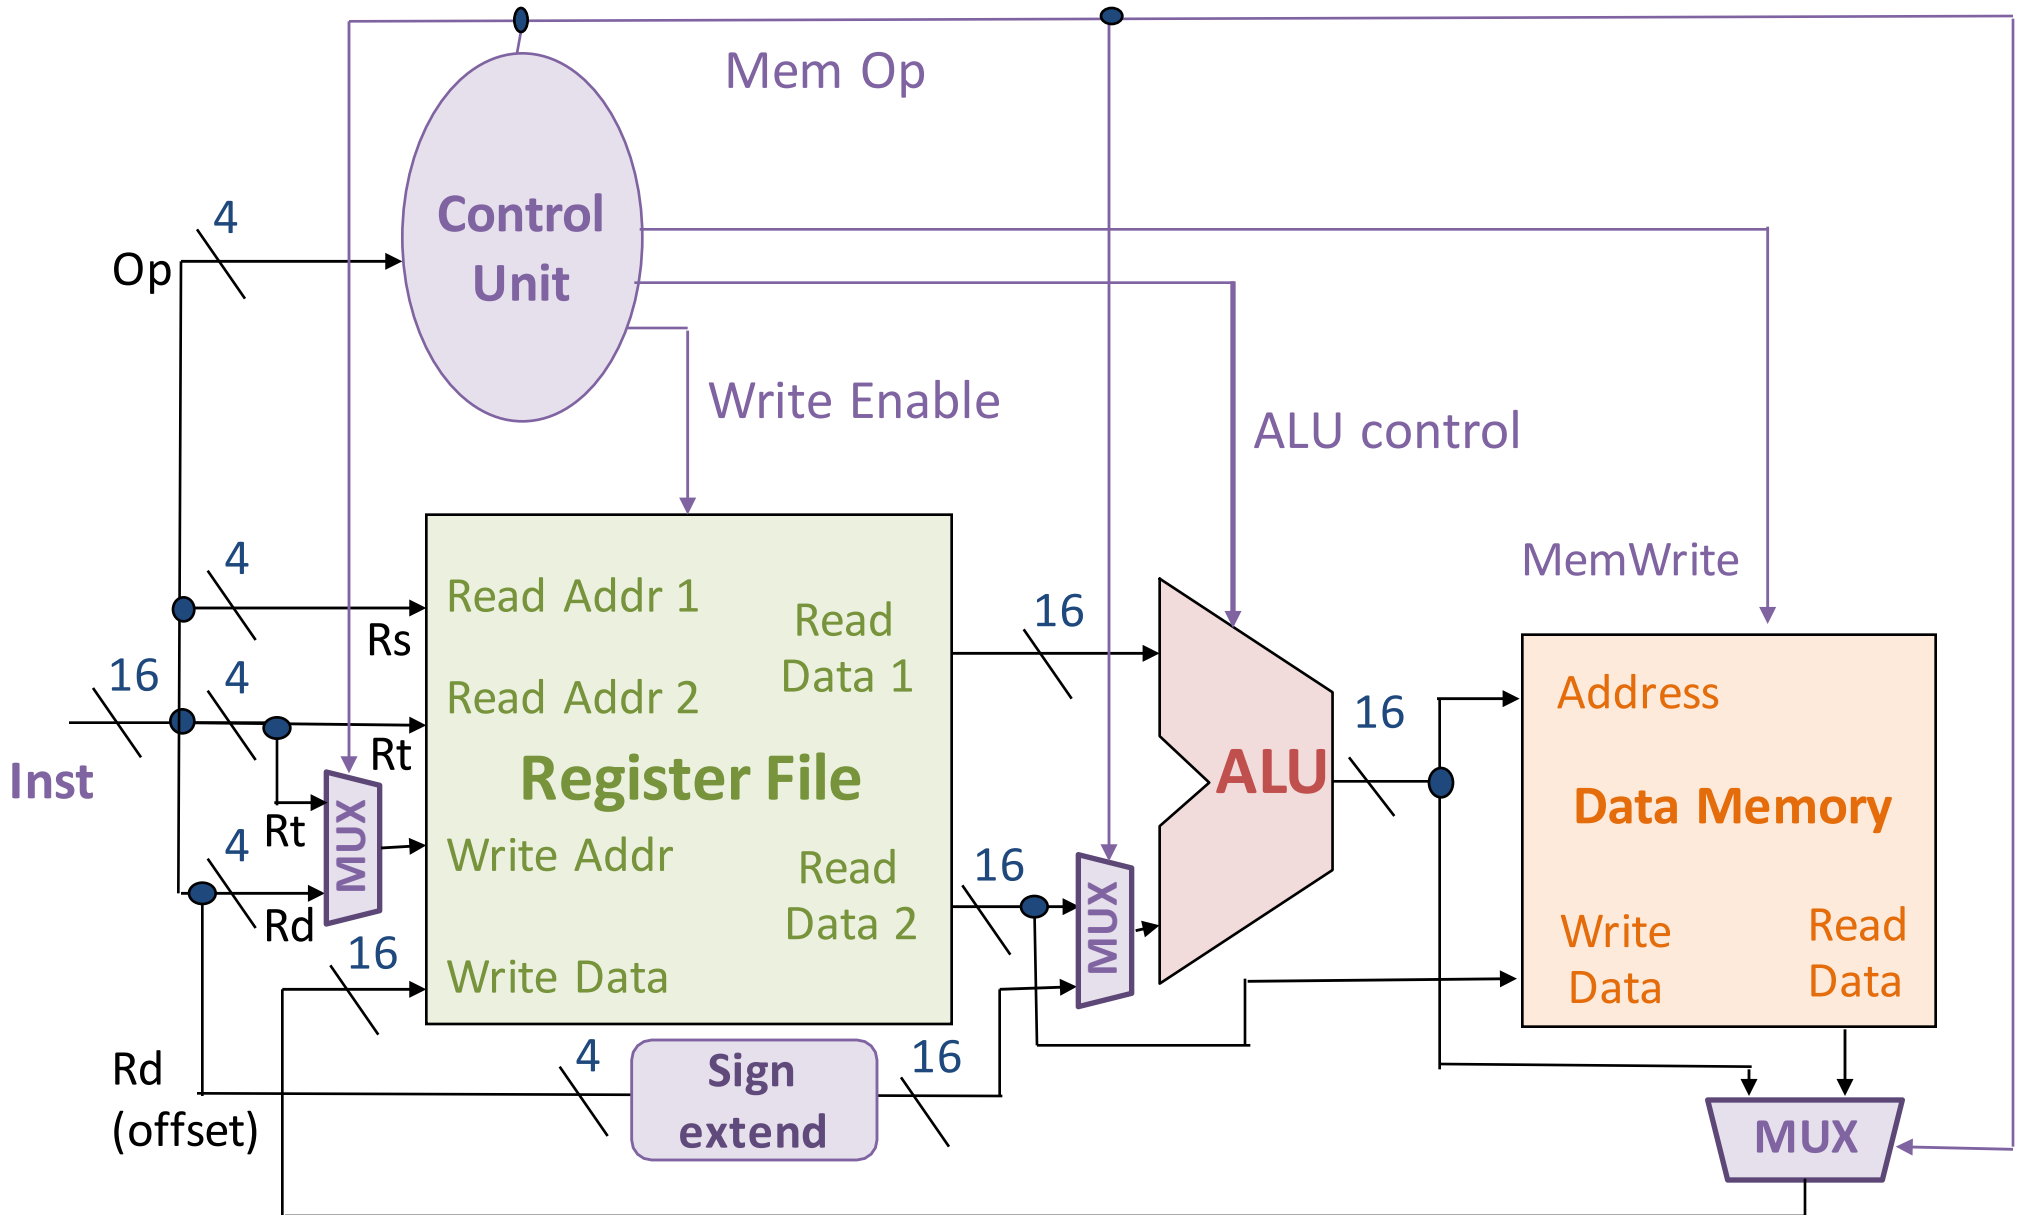 Mem Op
4
Control
Unit
Op
Write Enable
ALU control
4
Read Addr 1
Read
Data 1
16
MemWrite
Rs
16
4
Read Addr 2
Rt
Inst
Register File
ALU
16
Address
Data Memory
Rt
MUX
4
Rd
Write Addr
Read
Data 2
16
MUX
Write
Data
Read
Data
16
Write Data
Rd
(offset)
4
Sign
extend
16
MUX